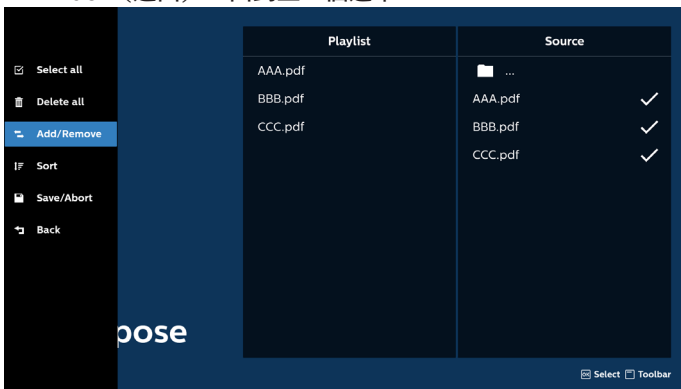 Playlist
Source
Select all
Delete all
Add/Remove
Sort
Save/Abort
Back
AAA.pdf
BBB.pdf
CCC.pdf
...
AAA.pdf
BBB.pdf
CCC.pdf
pose
Select Toolbar